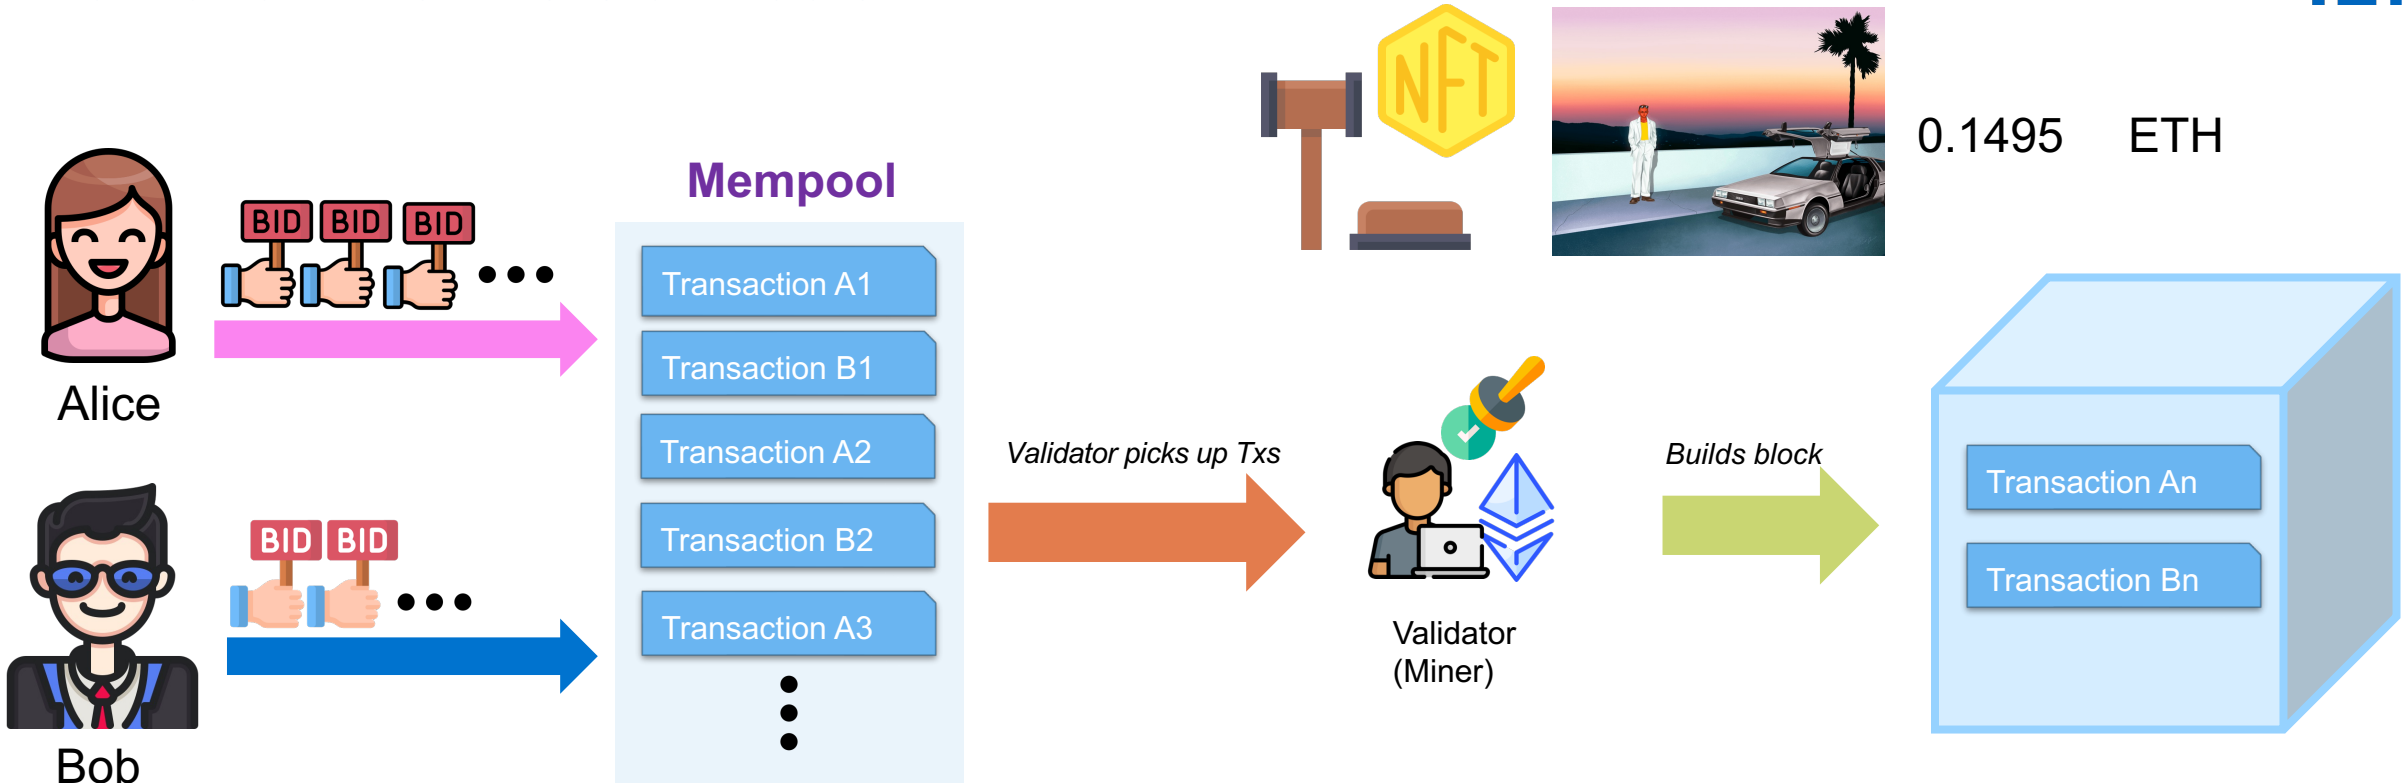 NFT
0.1495 ETH
Mempool
BID BID BID
Transaction A1
Transaction B1
Transaction A2
Transaction B2
Transaction A3
Alice
BID BID
Bob
Validator picks up Txs
Validator
(Miner)
Builds block
Transaction An
Transaction Bn